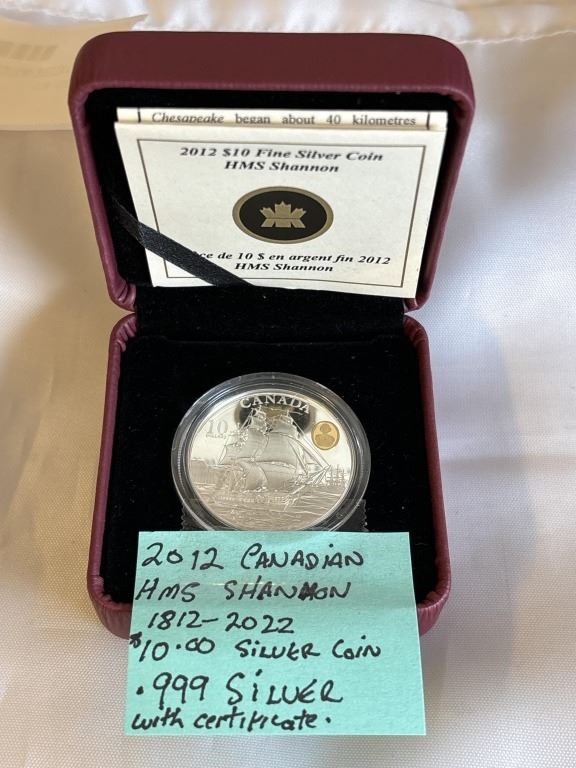 Chesapeake began about 40 kilometres
2012 $10 Fine Silver Coin
HMS Shannon
ce de 10 $ en argent fin 2012
HMS Shannon
CANADA
10
DOLLARS
2012 CANADIAN
HMS SHANNON
1812-2022
$10.00 SILVER COIN
.999 SILVER
with certificate.